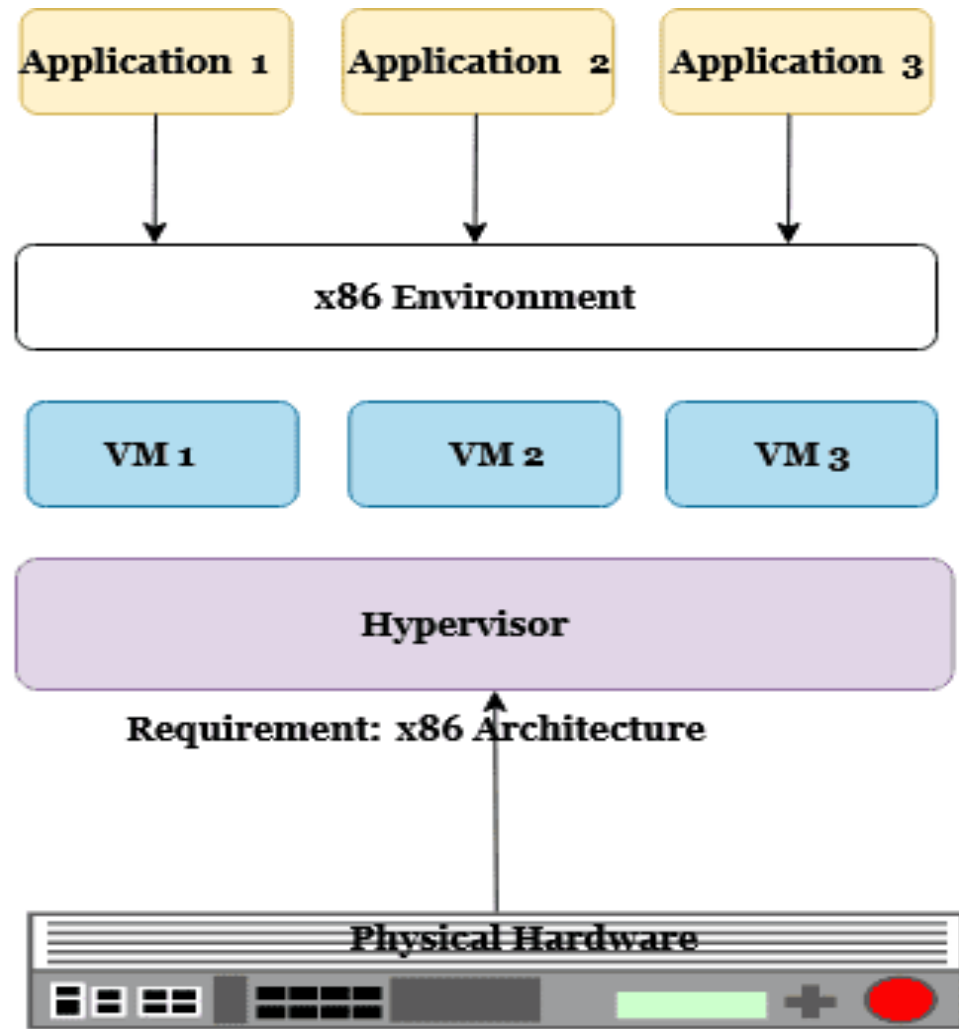 Application 1
Application 2
Application 3
x86 Environment
VM 1
VM 2
VM 3
Hypervisor
Requirement: x86 Architecture
Physical Hardware